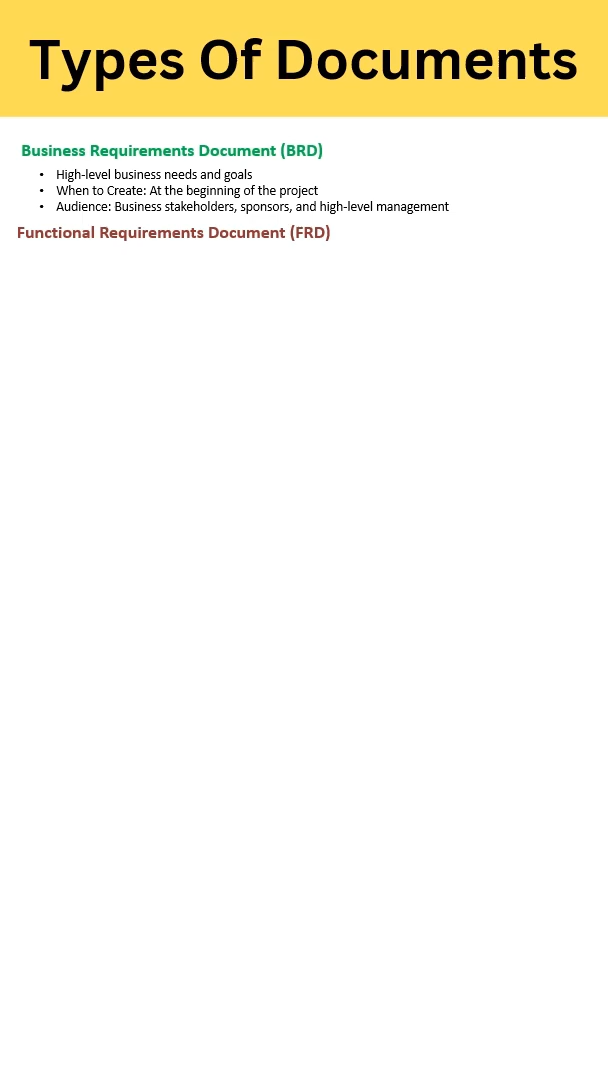 Types Of Documents
Business Requirements Document (BRD)
• High-level business needs and goals
• When to Create: At the beginning of the project
• Audience: Business stakeholders, sponsors, and high-level management
Functional Requirements Document (FRD)